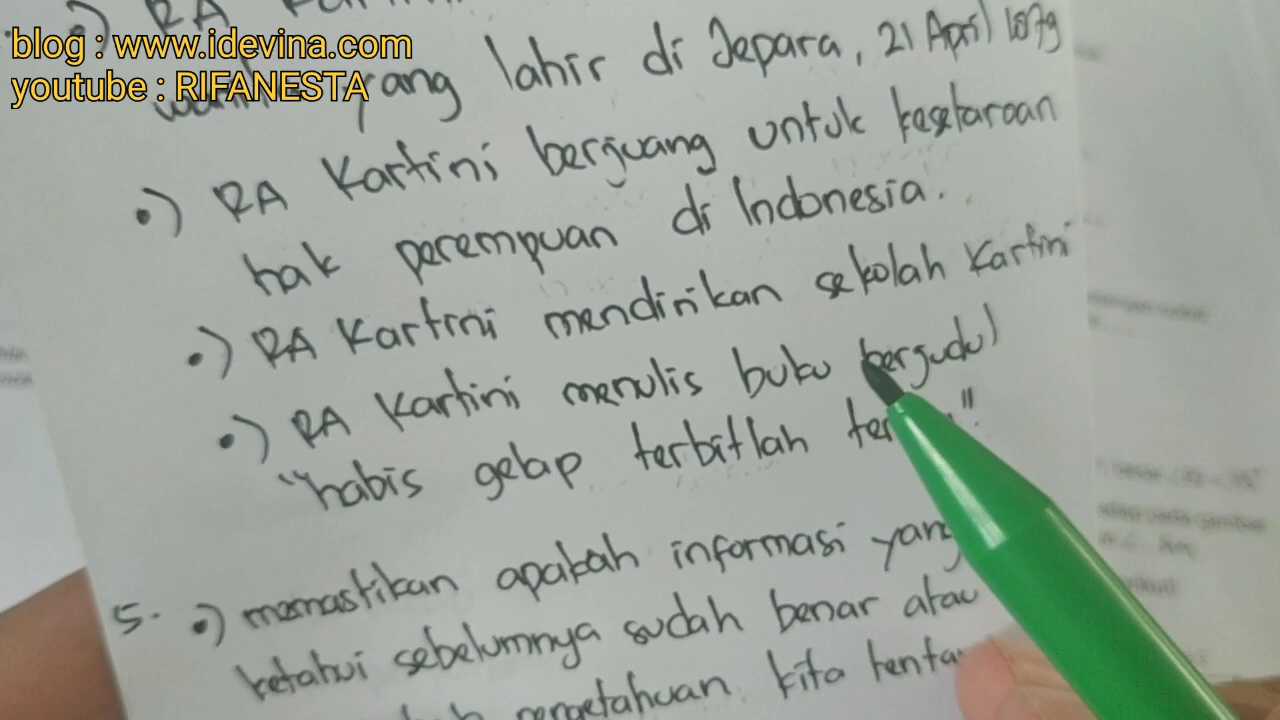 blog : www.idevina.com
youtube : RIFANESTA
•) RA
yang lahir di Jepara, 21 April 1879
•) RA Kartini berjuang untuk kesetaraan
hak perempuan di Indonesia.
•) RA Kartini mendirikan sekolah Kartini
•) RA Kartini menulis buku berjudul
"habis gelap terbitlah ter"
5. •) memastikan apakah informasi yang
ketahui sebelumnya sudah benar atau
pengetahuan kita tentang